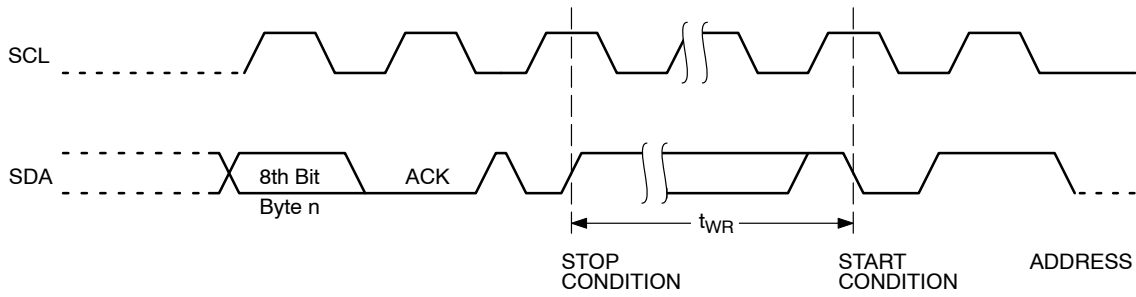 SCL
SDA
8th Bit
Byte n
ACK
tWR
STOP
CONDITION
START
CONDITION
ADDRESS